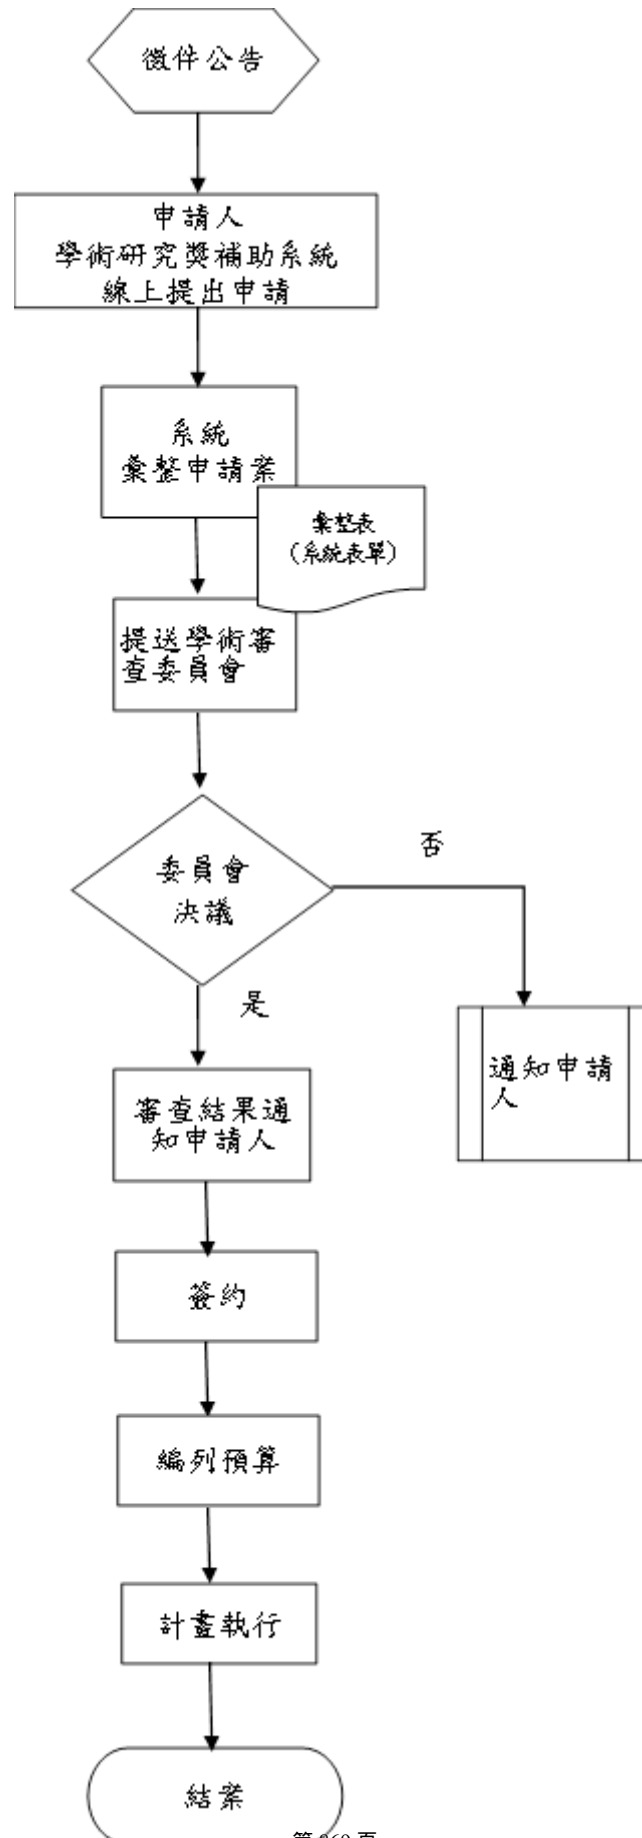 徵件公告
申請人
學術研究獎補助系統
線上提出申請
系統
彙整申請案
彙整表
(系統表單)
提送學術審
查委員會
委員會
決議
否
是
通知申請
人
審查結果通
知申請人
簽約
編列預算
計畫執行
結案